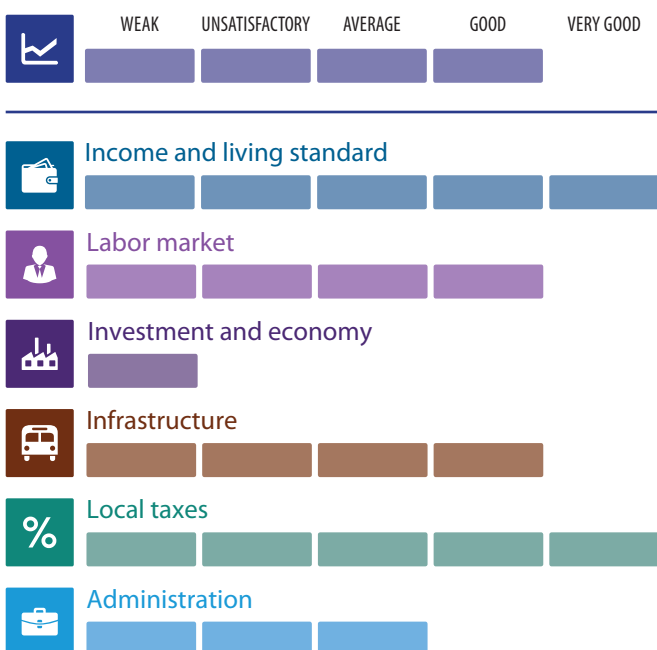 WEAK UNSATISFACTORY AVERAGE GOOD VERY GOOD
Income and living standard
Labor market
Investment and economy
Infrastructure
Local taxes
%
Administration